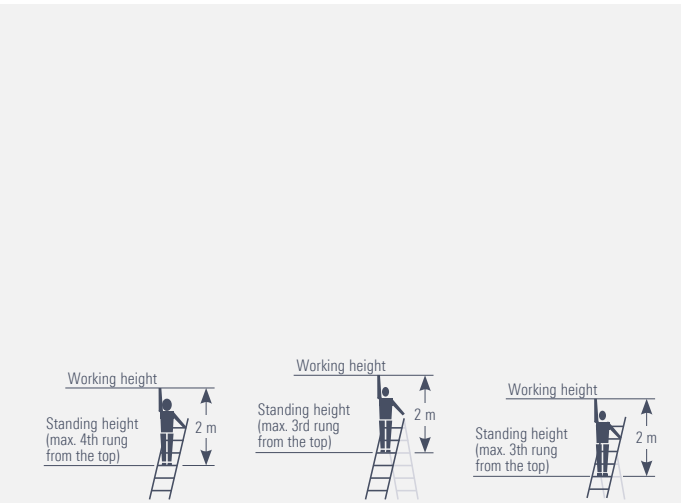 Working height
Standing height
(max. 4th rung
from the top)
2 m
Working height
Standing height
(max. 3rd rung
from the top)
2 m
Working height
Standing height
(max. 3th rung
from the top)
2 m